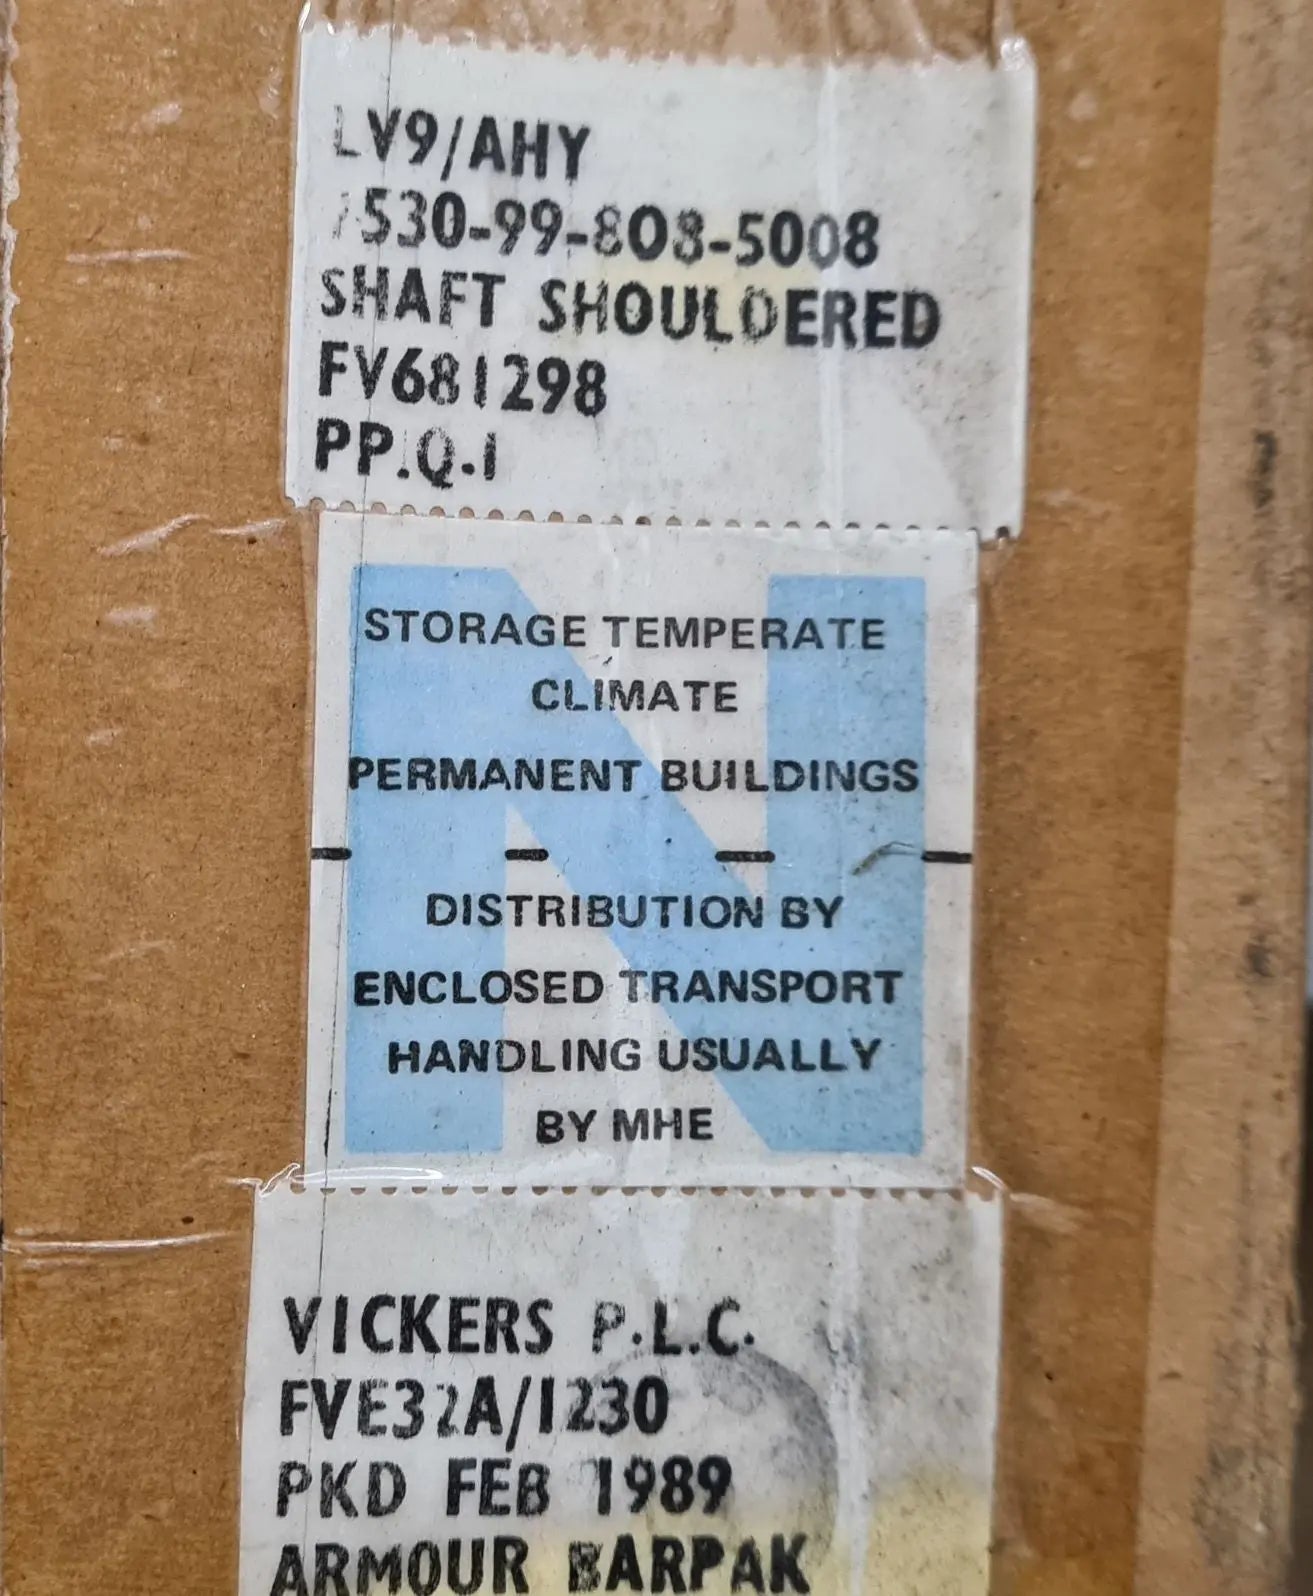 LV9/AHY
2530-99-808-5008
SHAFT SHOULDERED
FV681298
PP.Q.1
STORAGE TEMPERATE
CLIMATE
PERMANENT BUILDINGS
DISTRIBUTION BY
ENCLOSED TRANSPORT
HANDLING USUALLY
BY MHE
VICKERS P.L.C.
FVE32A/1230
PKD FEB 1989
ARMOUR BARPAK